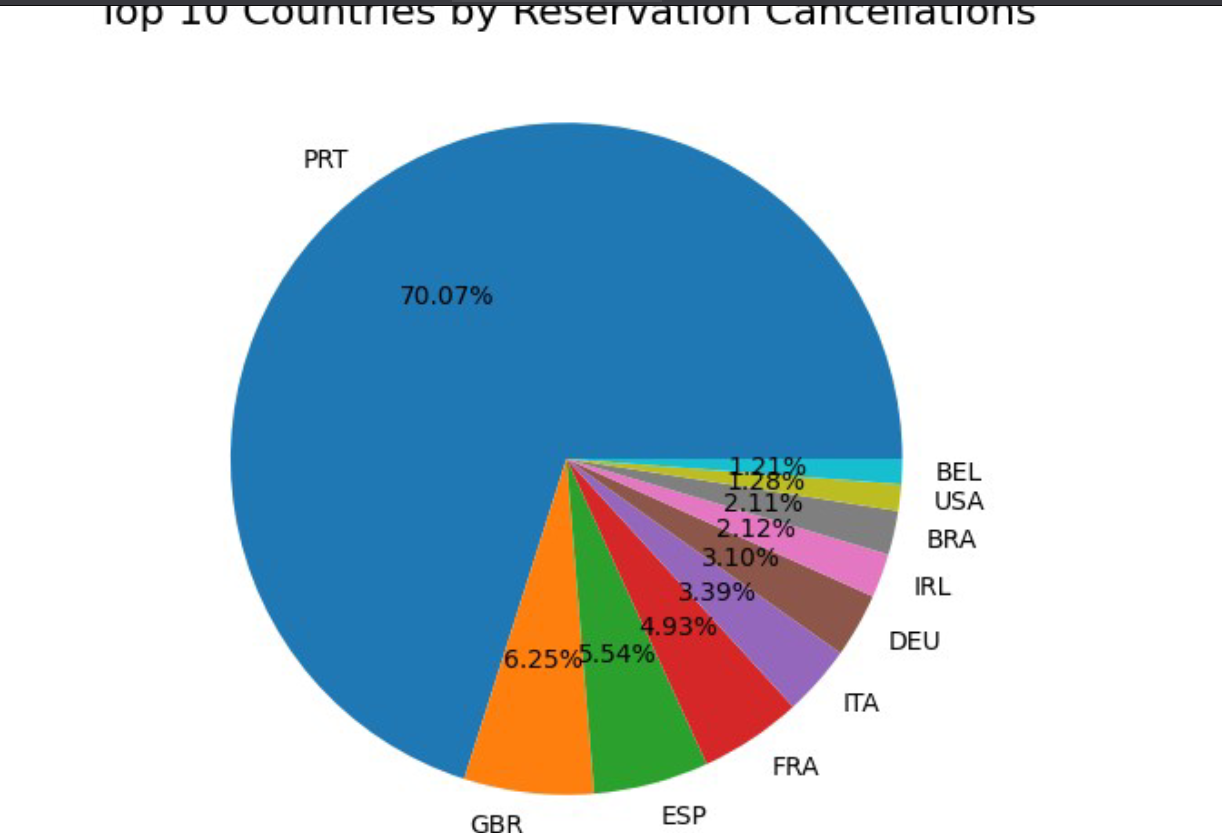 Top 10 Countries by Reservation Cancellations
PRT
70.07%
1.21%
BEL
1.28%
USA
2.11%
BRA
2.12%
IRL
3.10%
DEU
3.39%
ITA
4.93%
FRA
5.54%
ESP
6.25%
GBR